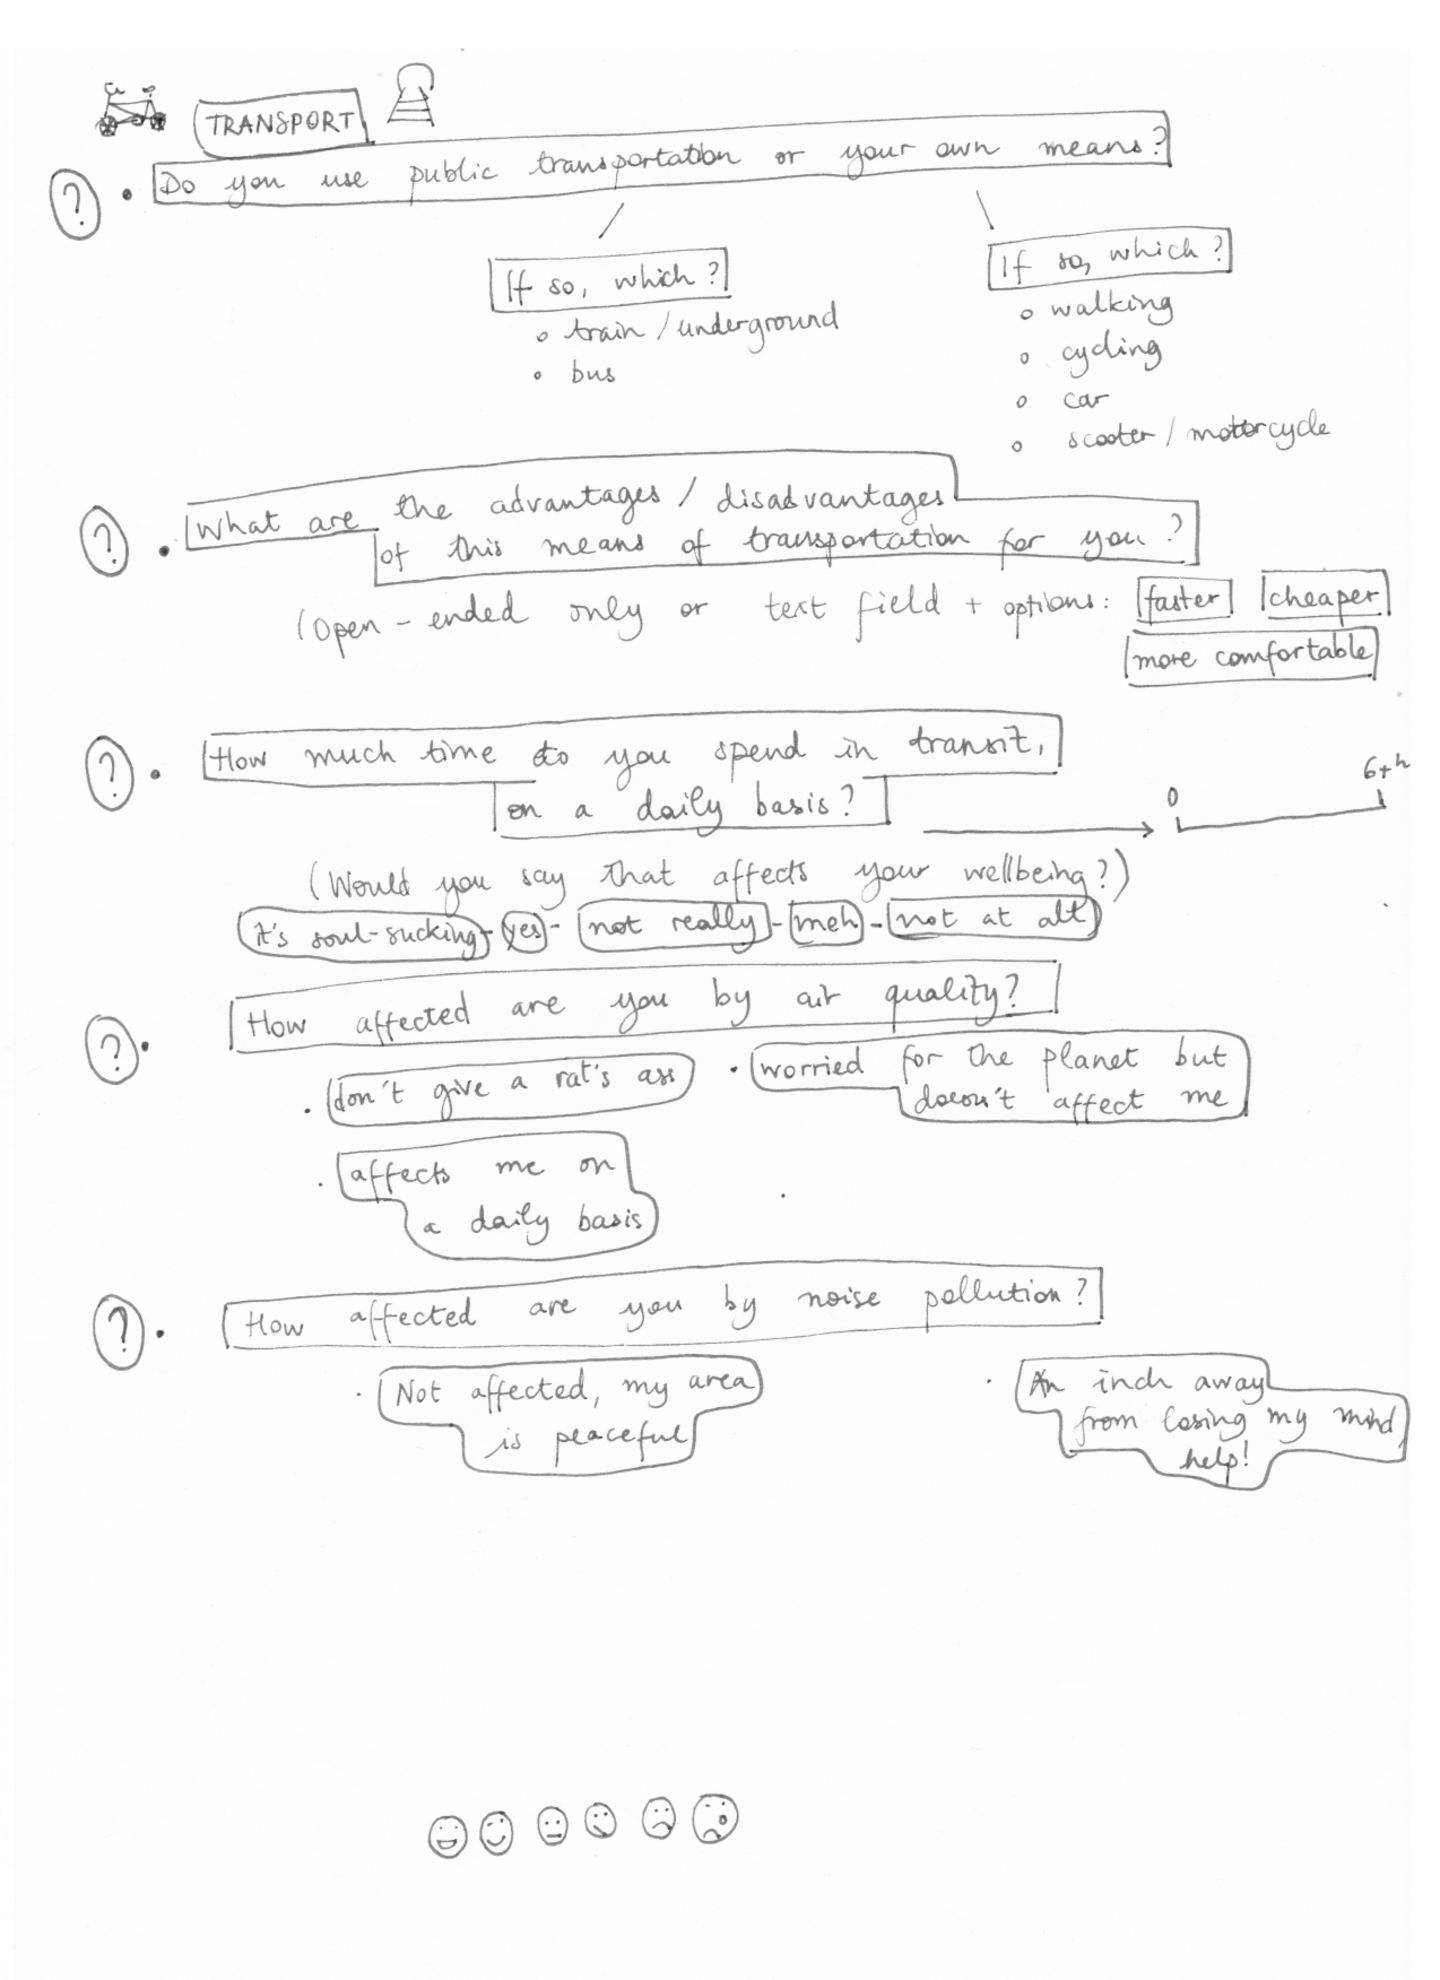 TRANSPORT
? • Do you use public transportation or your own means?
If so, which?
∘ train / underground
∘ bus
If so, which?
∘ walking
∘ cycling
∘ car
∘ scooter / motorcycle
? • What are the advantages / disadvantages
of this means of transportation for you?
(Open-ended only or text field + options: faster cheaper
more comfortable
? • How much time do you spend in transit,
on a daily basis?
0 6+h
(Would you say that affects your wellbeing?)
it's soul-sucking - yes - not really - meh - not at all
? • How affected are you by air quality?
• don't give a rat's ass
• worried for the planet but
doesn't affect me
• affects me on
a daily basis
? • How affected are you by noise pollution?
• Not affected, my area
is peaceful
• An inch away
from losing my mind,
help!